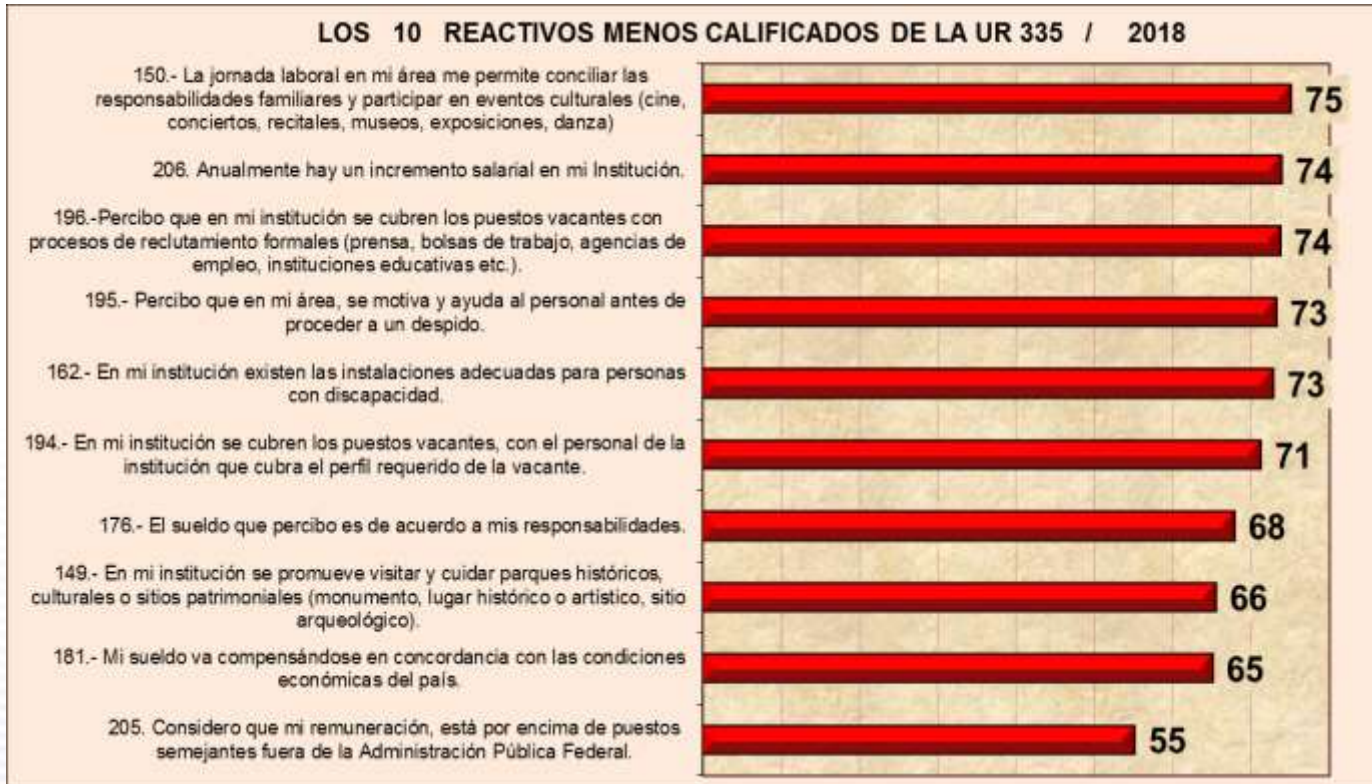 LOS 10 REACTIVOS MENOS CALIFICADOS DE LA UR 335 / 2018
150.- La jornada laboral en mi área me permite conciliar las
responsabilidades familiares y participar en eventos culturales (cine,
conciertos, recitales, museos, exposiciones, danza)
75
206. Anualmente hay un incremento salarial en mi Institución.
74
196.-Percibo que en mi institución se cubren los puestos vacantes con
procesos de reclutamiento formales (prensa, bolsas de trabajo, agencias de
empleo, instituciones educativas etc.).
74
195.- Percibo que en mi área, se motiva y ayuda al personal antes de
proceder a un despido.
73
162.- En mi institución existen las instalaciones adecuadas para personas
con discapacidad.
73
194.- En mi institución se cubren los puestos vacantes, con el personal de la
institución que cubra el perfil requerido de la vacante.
71
176.- El sueldo que percibo es de acuerdo a mis responsabilidades.
68
149.- En mi institución se promueve visitar y cuidar parques históricos,
culturales o sitios patrimoniales (monumento, lugar histórico o artístico, sitio
arqueológico).
66
181.- Mi sueldo va compensándose en concordancia con las condiciones
económicas del país.
65
205. Considero que mi remuneración, está por encima de puestos
semejantes fuera de la Administración Pública Federal.
55